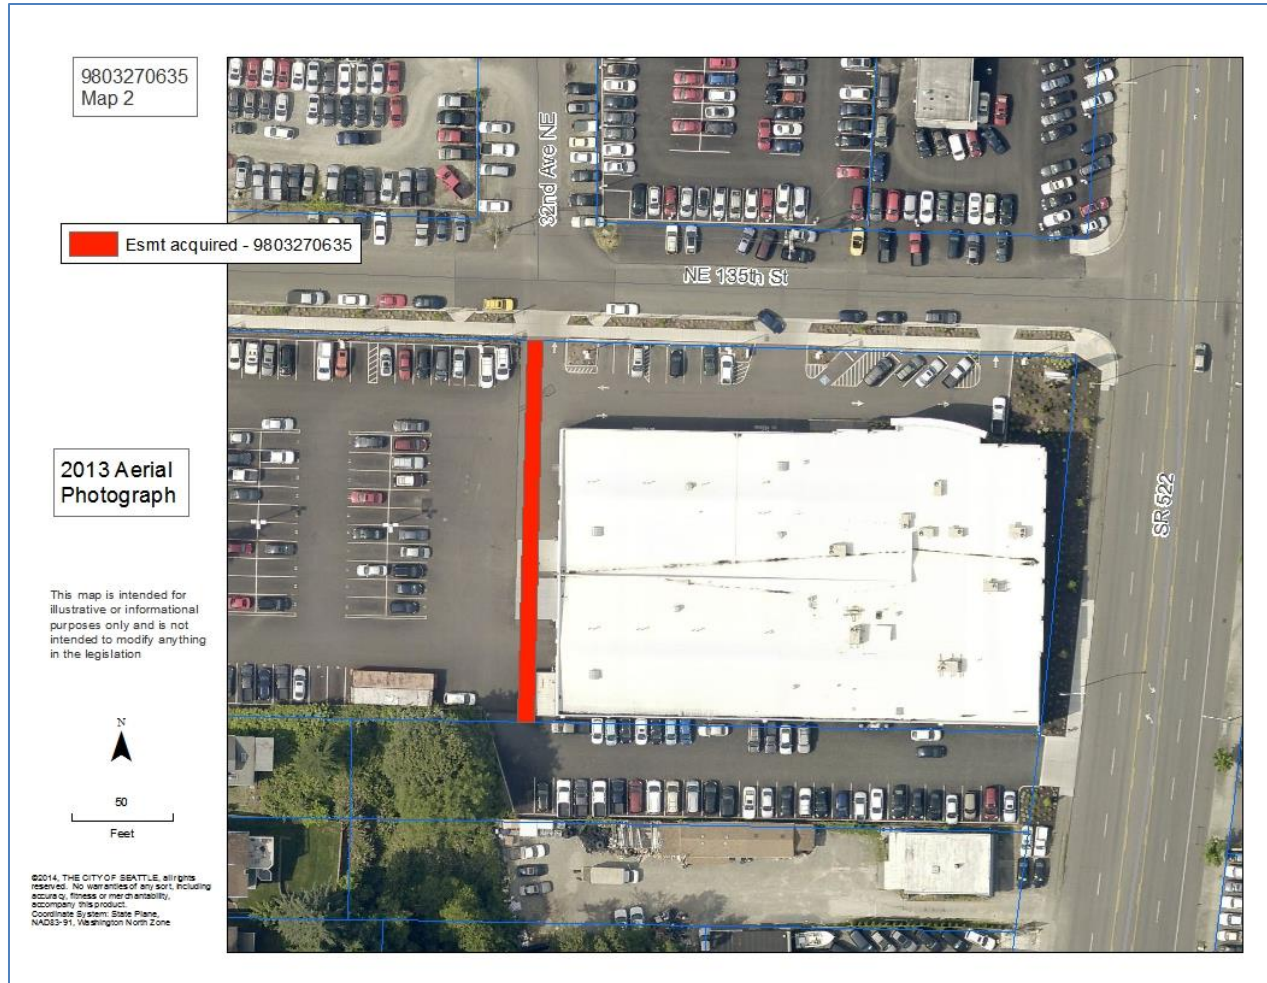 9803270635
Map 2
32nd Ave NE
Esmt acquired - 9803270635
NE 135th St
2013 Aerial
Photograph
SR 522
This map is intended for
illustrative or informational
purposes only and is not
intended to modify anything
in the legislation
N
50
Feet
©2014, THE CITY OF SEATTLE, all rights
reserved. No warranties of any sort, including
accuracy, fitness or merchantability,
accompany this product.
Coordinate System: State Plane,
NAD83-91, Washington North Zone